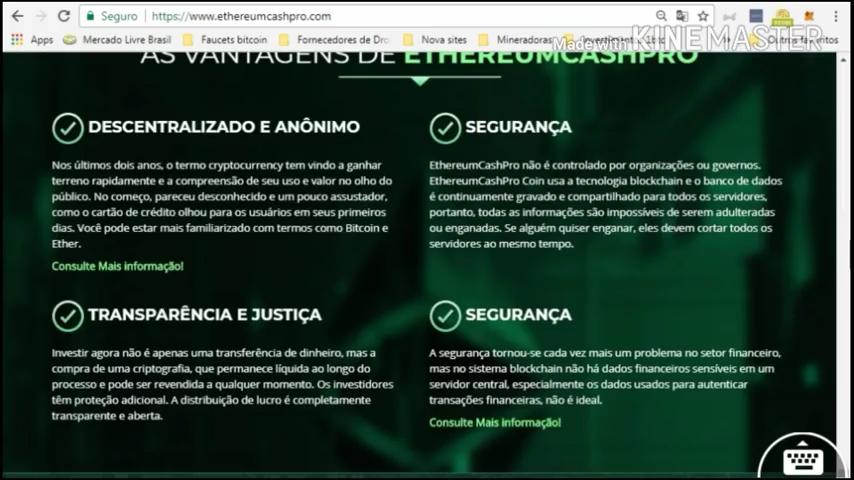 Seguro
https://www.ethereumcashpro.com
Apps
Mercado Livre Brasil
Faucets bitcoin
Fornecedores de Dro
Nova sites
Mineradoras
Outros favoritos
Made with KINEMASTER
AS VANTAGENS DE ETHEREUMCASHPRO
DESCENTRALIZADO E ANÔNIMO
Nos últimos dois anos, o termo cryptocurrency tem vindo a ganhar
terreno rapidamente e a compreensão de seu uso e valor no olho do
público. No começo, pareceu desconhecido e um pouco assustador,
como o cartão de crédito olhou para os usuários em seus primeiros
dias. Você pode estar mais familiarizado com termos como Bitcoin e
Ether.
Consulte Mais informação!
SEGURANÇA
EthereumCashPro não é controlado por organizações ou governos.
EthereumCashPro Coin usa a tecnologia blockchain e o banco de dados
é continuamente gravado e compartilhado para todos os servidores,
portanto, todas as informações são impossíveis de serem adulteradas
ou enganadas. Se alguém quiser enganar, eles devem cortar todos os
servidores ao mesmo tempo.
TRANSPARÊNCIA E JUSTIÇA
Investir agora não é apenas uma transferência de dinheiro, mas a
compra de uma criptografia, que permanece líquida ao longo do
processo e pode ser revendida a qualquer momento. Os investidores
têm proteção adicional. A distribuição de lucro é completamente
transparente e aberta.
SEGURANÇA
A segurança tornou-se cada vez mais um problema no setor financeiro,
mas no sistema blockchain não há dados financeiros sensíveis em um
servidor central, especialmente os dados usados para autenticar
transações financeiras, não é ideal.
Consulte Mais informação!